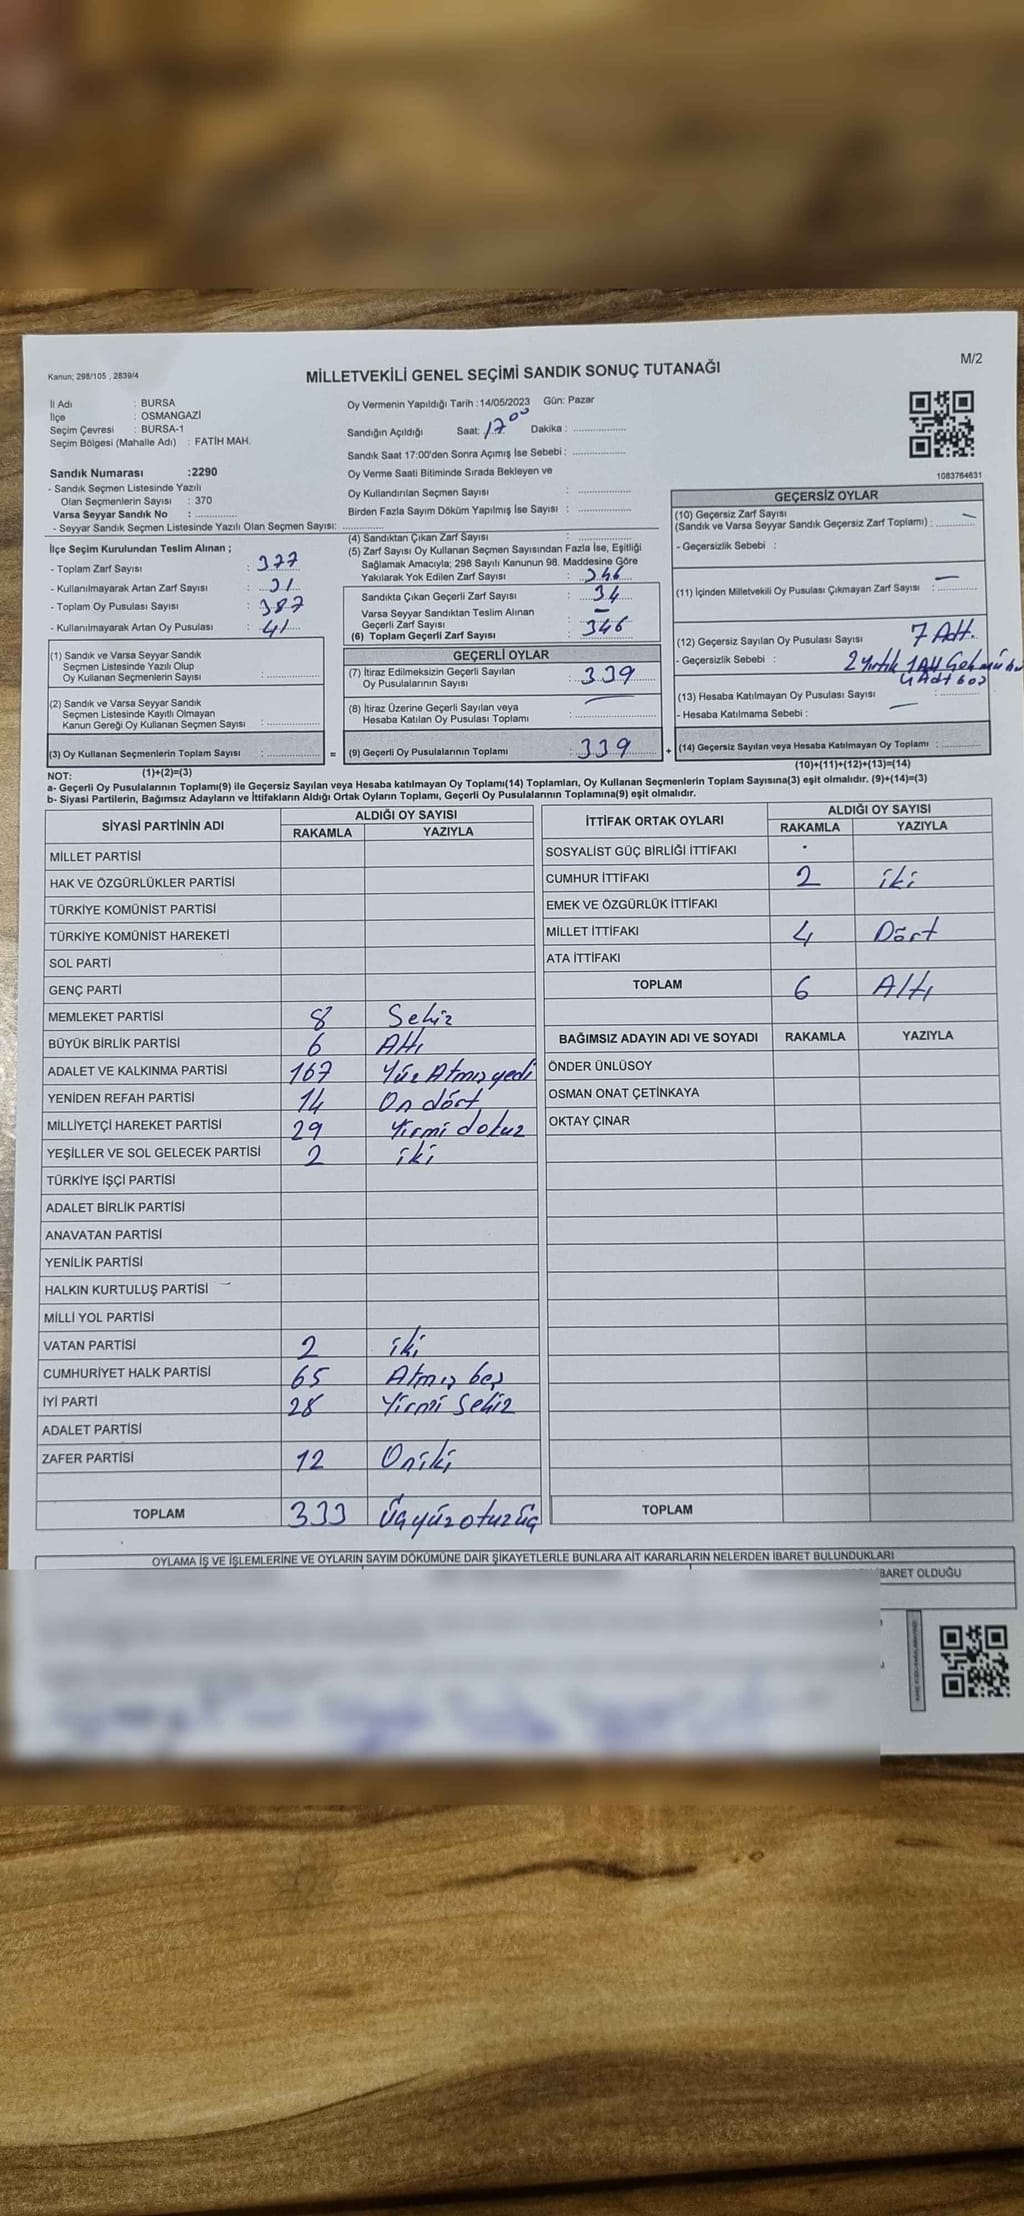 Kanun; 298/105 , 2839/4
M/2
MİLLETVEKİLİ GENEL SEÇİMİ SANDIK SONUÇ TUTANAĞI
İl Adı : BURSA
İlçe : OSMANGAZİ
Seçim Çevresi : BURSA-1
Seçim Bölgesi (Mahalle Adı) : FATİH MAH.
Sandık Numarası :2290
- Sandık Seçmen Listesinde Yazılı
Olan Seçmenlerin Sayısı : 370
Varsa Seyyar Sandık No :
- Seyyar Sandık Seçmen Listesinde Yazılı Olan Seçmen Sayısı:
Oy Vermenin Yapıldığı Tarih :14/05/2023 Gün: Pazar
Sandığın Açıldığı Saat: 17.00 Dakika :
Sandık Saat 17:00'den Sonra Açımış İse Sebebi :
Oy Verme Saati Bitiminde Sırada Bekleyen ve
Oy Kullandırılan Seçmen Sayısı :
Birden Fazla Sayım Döküm Yapılmış İse Sayısı :
1083764631
İlçe Seçim Kurulundan Teslim Alınan ;
- Toplam Zarf Sayısı : 377
- Kullanılmayarak Artan Zarf Sayısı : 31
- Toplam Oy Pusulası Sayısı : 387
- Kullanılmayarak Artan Oy Pusulası : 41
(1) Sandık ve Varsa Seyyar Sandık
Seçmen Listesinde Yazılı Olup
Oy Kullanan Seçmenlerin Sayısı :
(2) Sandık ve Varsa Seyyar Sandık
Seçmen Listesinde Kayıtlı Olmayan
Kanun Gereği Oy Kullanan Seçmen Sayısı :
(3) Oy Kullanan Seçmenlerin Toplam Sayısı : =
(4) Sandıktan Çıkan Zarf Sayısı :
(5) Zarf Sayısı Oy Kullanan Seçmen Sayısından Fazla İse, Eşitliği
Sağlamak Amacıyla; 298 Sayılı Kanunun 98. Maddesine Göre
Yakılarak Yok Edilen Zarf Sayısı : 346
Sandıkta Çıkan Geçerli Zarf Sayısı : 34
Varsa Seyyar Sandıktan Teslim Alınan
Geçerli Zarf Sayısı : –
(6) Toplam Geçerli Zarf Sayısı : 346
GEÇERLİ OYLAR
(7) İtiraz Edilmeksizin Geçerli Sayılan
Oy Pusulalarının Sayısı : 339
(8) İtiraz Üzerine Geçerli Sayılan veya
Hesaba Katılan Oy Pusulası Toplamı : –
(9) Geçerli Oy Pusulalarının Toplamı : 339 +
GEÇERSİZ OYLAR
(10) Geçersiz Zarf Sayısı
(Sandık ve Varsa Seyyar Sandık Geçersiz Zarf Toplamı) : –
- Geçersizlik Sebebi :
(11) İçinden Milletvekili Oy Pusulası Çıkmayan Zarf Sayısı : –
(12) Geçersiz Sayılan Oy Pusulası Sayısı 7 Adt.
- Geçersizlik Sebebi : 2 Yırtık 1 Adt
4 Adt boş
(13) Hesaba Katılmayan Oy Pusulası Sayısı :
- Hesaba Katılmama Sebebi : –
(14) Geçersiz Sayılan veya Hesaba Katılmayan Oy Toplamı :
NOT: (1)+(2)=(3)
(10)+(11)+(12)+(13)=(14)
a- Geçerli Oy Pusulalarının Toplamı(9) ile Geçersiz Sayılan veya Hesaba katılmayan Oy Toplamı(14) Toplamları, Oy Kullanan Seçmenlerin Toplam Sayısına(3) eşit olmalıdır. (9)+(14)=(3)
b- Siyasi Partilerin, Bağımsız Adayların ve İttifakların Aldığı Ortak Oyların Toplamı, Geçerli Oy Pusulalarının Toplamına(9) eşit olmalıdır.
SİYASİ PARTİNİN ADI
ALDIĞI OY SAYISI
RAKAMLA YAZIYLA
MİLLET PARTİSİ
HAK VE ÖZGÜRLÜKLER PARTİSİ
TÜRKİYE KOMÜNİST PARTİSİ
TÜRKİYE KOMÜNİST HAREKETİ
SOL PARTİ
GENÇ PARTİ
MEMLEKET PARTİSİ 8 Sekiz
BÜYÜK BİRLİK PARTİSİ 6 Altı
ADALET VE KALKINMA PARTİSİ 167 Yüz Atmış yedi
YENİDEN REFAH PARTİSİ 14 On dört
MİLLİYETÇİ HAREKET PARTİSİ 29 Yirmi dokuz
YEŞİLLER VE SOL GELECEK PARTİSİ 2 iki
TÜRKİYE İŞÇİ PARTİSİ
ADALET BİRLİK PARTİSİ
ANAVATAN PARTİSİ
YENİLİK PARTİSİ
HALKIN KURTULUŞ PARTİSİ –
MİLLİ YOL PARTİSİ
VATAN PARTİSİ 2 iki
CUMHURİYET HALK PARTİSİ 65 Atmış beş
İYİ PARTİ 28 Yirmi Sekiz
ADALET PARTİSİ
ZAFER PARTİSİ 12 Oniki
TOPLAM 333 Üçyüzotuzüç
İTTİFAK ORTAK OYLARI
ALDIĞI OY SAYISI
RAKAMLA YAZIYLA
SOSYALİST GÜÇ BİRLİĞİ İTTİFAKI
CUMHUR İTTİFAKI 2 iki
EMEK VE ÖZGÜRLÜK İTTİFAKI
MİLLET İTTİFAKI 4 Dört
ATA İTTİFAKI
TOPLAM 6 Altı
BAĞIMSIZ ADAYIN ADI VE SOYADI RAKAMLA YAZIYLA
ÖNDER ÜNLÜSOY
OSMAN ONAT ÇETİNKAYA
OKTAY ÇINAR
TOPLAM
OYLAMA İŞ VE İŞLEMLERİNE VE OYLARIN SAYIM DÖKÜMÜNE DAİR ŞİKAYETLERLE BUNLARA AİT KARARLARIN NELERDEN İBARET BULUNDUKLARI
BARET OLDUĞU